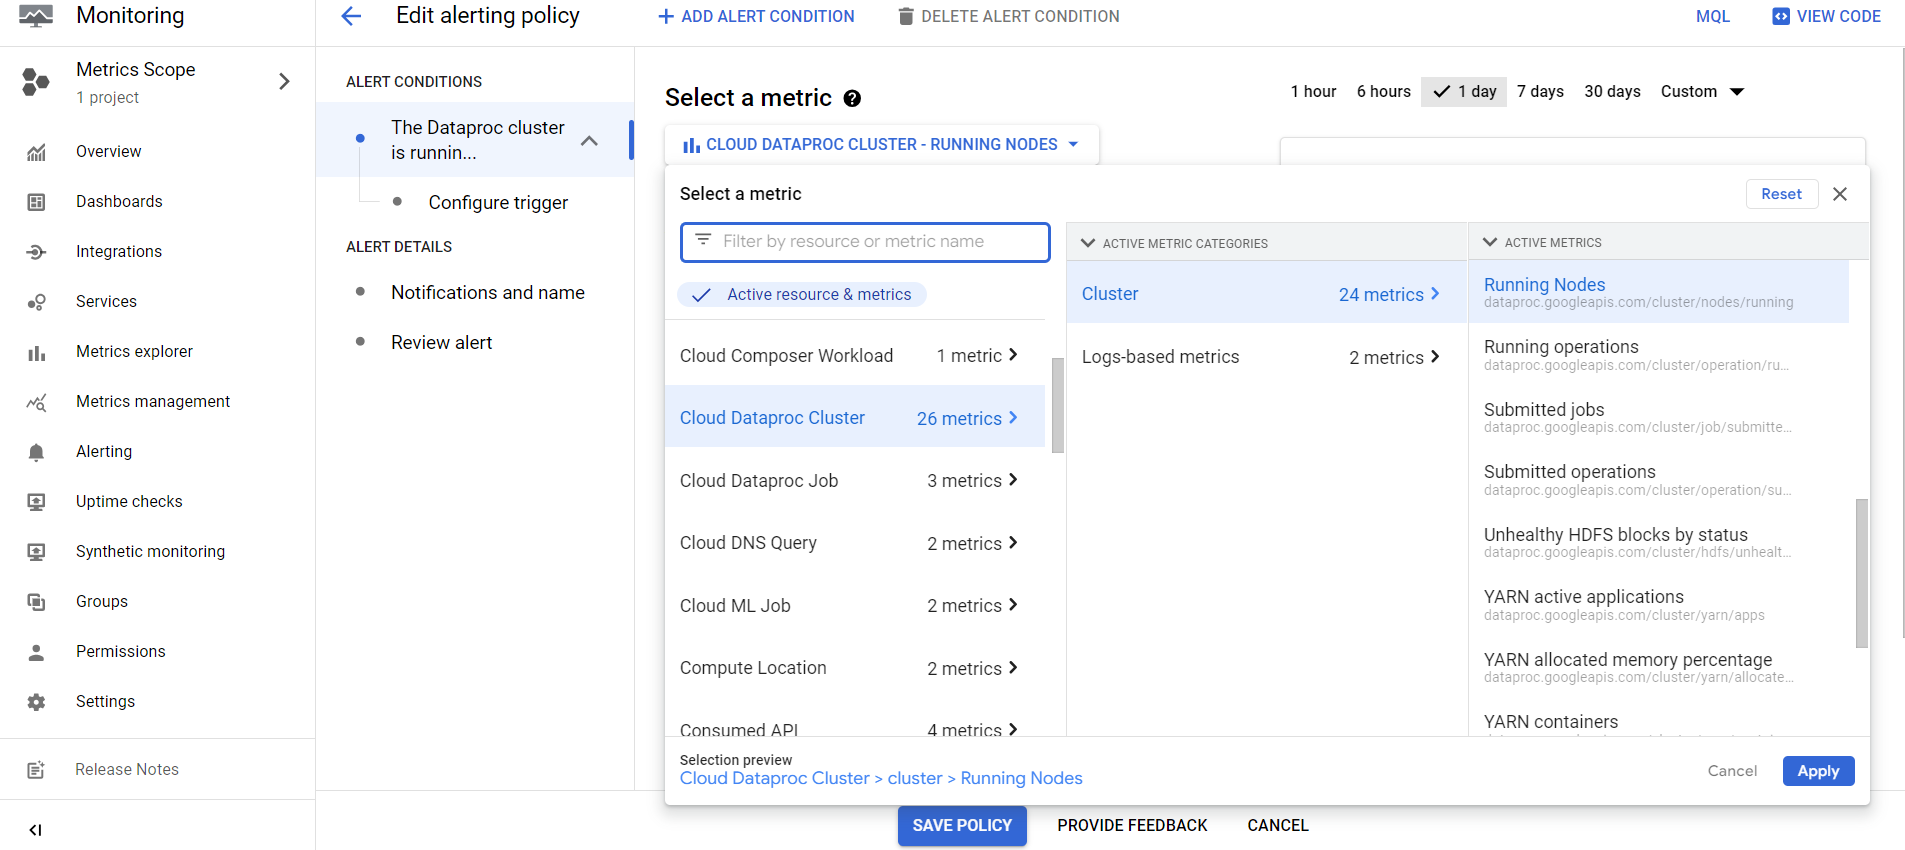 Monitoring
Edit alerting policy
ADD ALERT CONDITION
DELETE ALERT CONDITION
MQL
VIEW CODE
Metrics Scope
1 project
Overview
Dashboards
Integrations
Services
Metrics explorer
Metrics management
Alerting
Uptime checks
Synthetic monitoring
Groups
Permissions
Settings
Release Notes
ALERT CONDITIONS
The Dataproc cluster
is runnin...
Configure trigger
ALERT DETAILS
Notifications and name
Review alert
Select a metric
1 hour
6 hours
1 day
7 days
30 days
Custom
CLOUD DATAPROC CLUSTER - RUNNING NODES
Select a metric
Reset
Filter by resource or metric name
Active resource & metrics
Cloud Composer Workload 1 metric
Cloud Dataproc Cluster 26 metrics
Cloud Dataproc Job 3 metrics
Cloud DNS Query 2 metrics
Cloud ML Job 2 metrics
Compute Location 2 metrics
Consumed API 4 metrics
ACTIVE METRIC CATEGORIES
Cluster 24 metrics
Logs-based metrics 2 metrics
ACTIVE METRICS
Running Nodes
dataproc.googleapis.com/cluster/nodes/running
Running operations
dataproc.googleapis.com/cluster/operation/ru...
Submitted jobs
dataproc.googleapis.com/cluster/job/submitte...
Submitted operations
dataproc.googleapis.com/cluster/operation/su...
Unhealthy HDFS blocks by status
dataproc.googleapis.com/cluster/hdfs/unhealt...
YARN active applications
dataproc.googleapis.com/cluster/yarn/apps
YARN allocated memory percentage
dataproc.googleapis.com/cluster/yarn/allocate...
YARN containers
Selection preview
Cloud Dataproc Cluster > cluster > Running Nodes
Cancel
Apply
SAVE POLICY
PROVIDE FEEDBACK
CANCEL